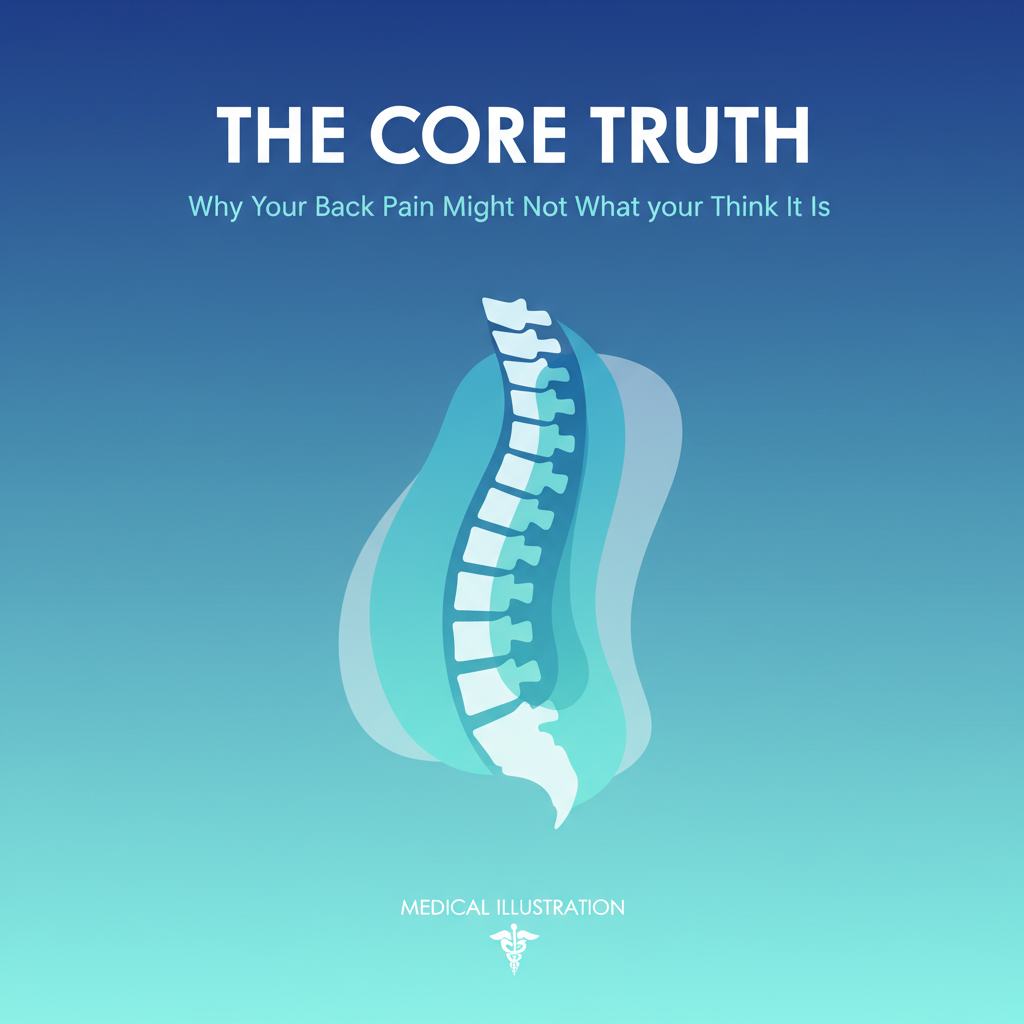 THE CORE TRUTH
Why Your Back Pain Might Not What your Think It Is
MEDICAL ILLUSTRATION